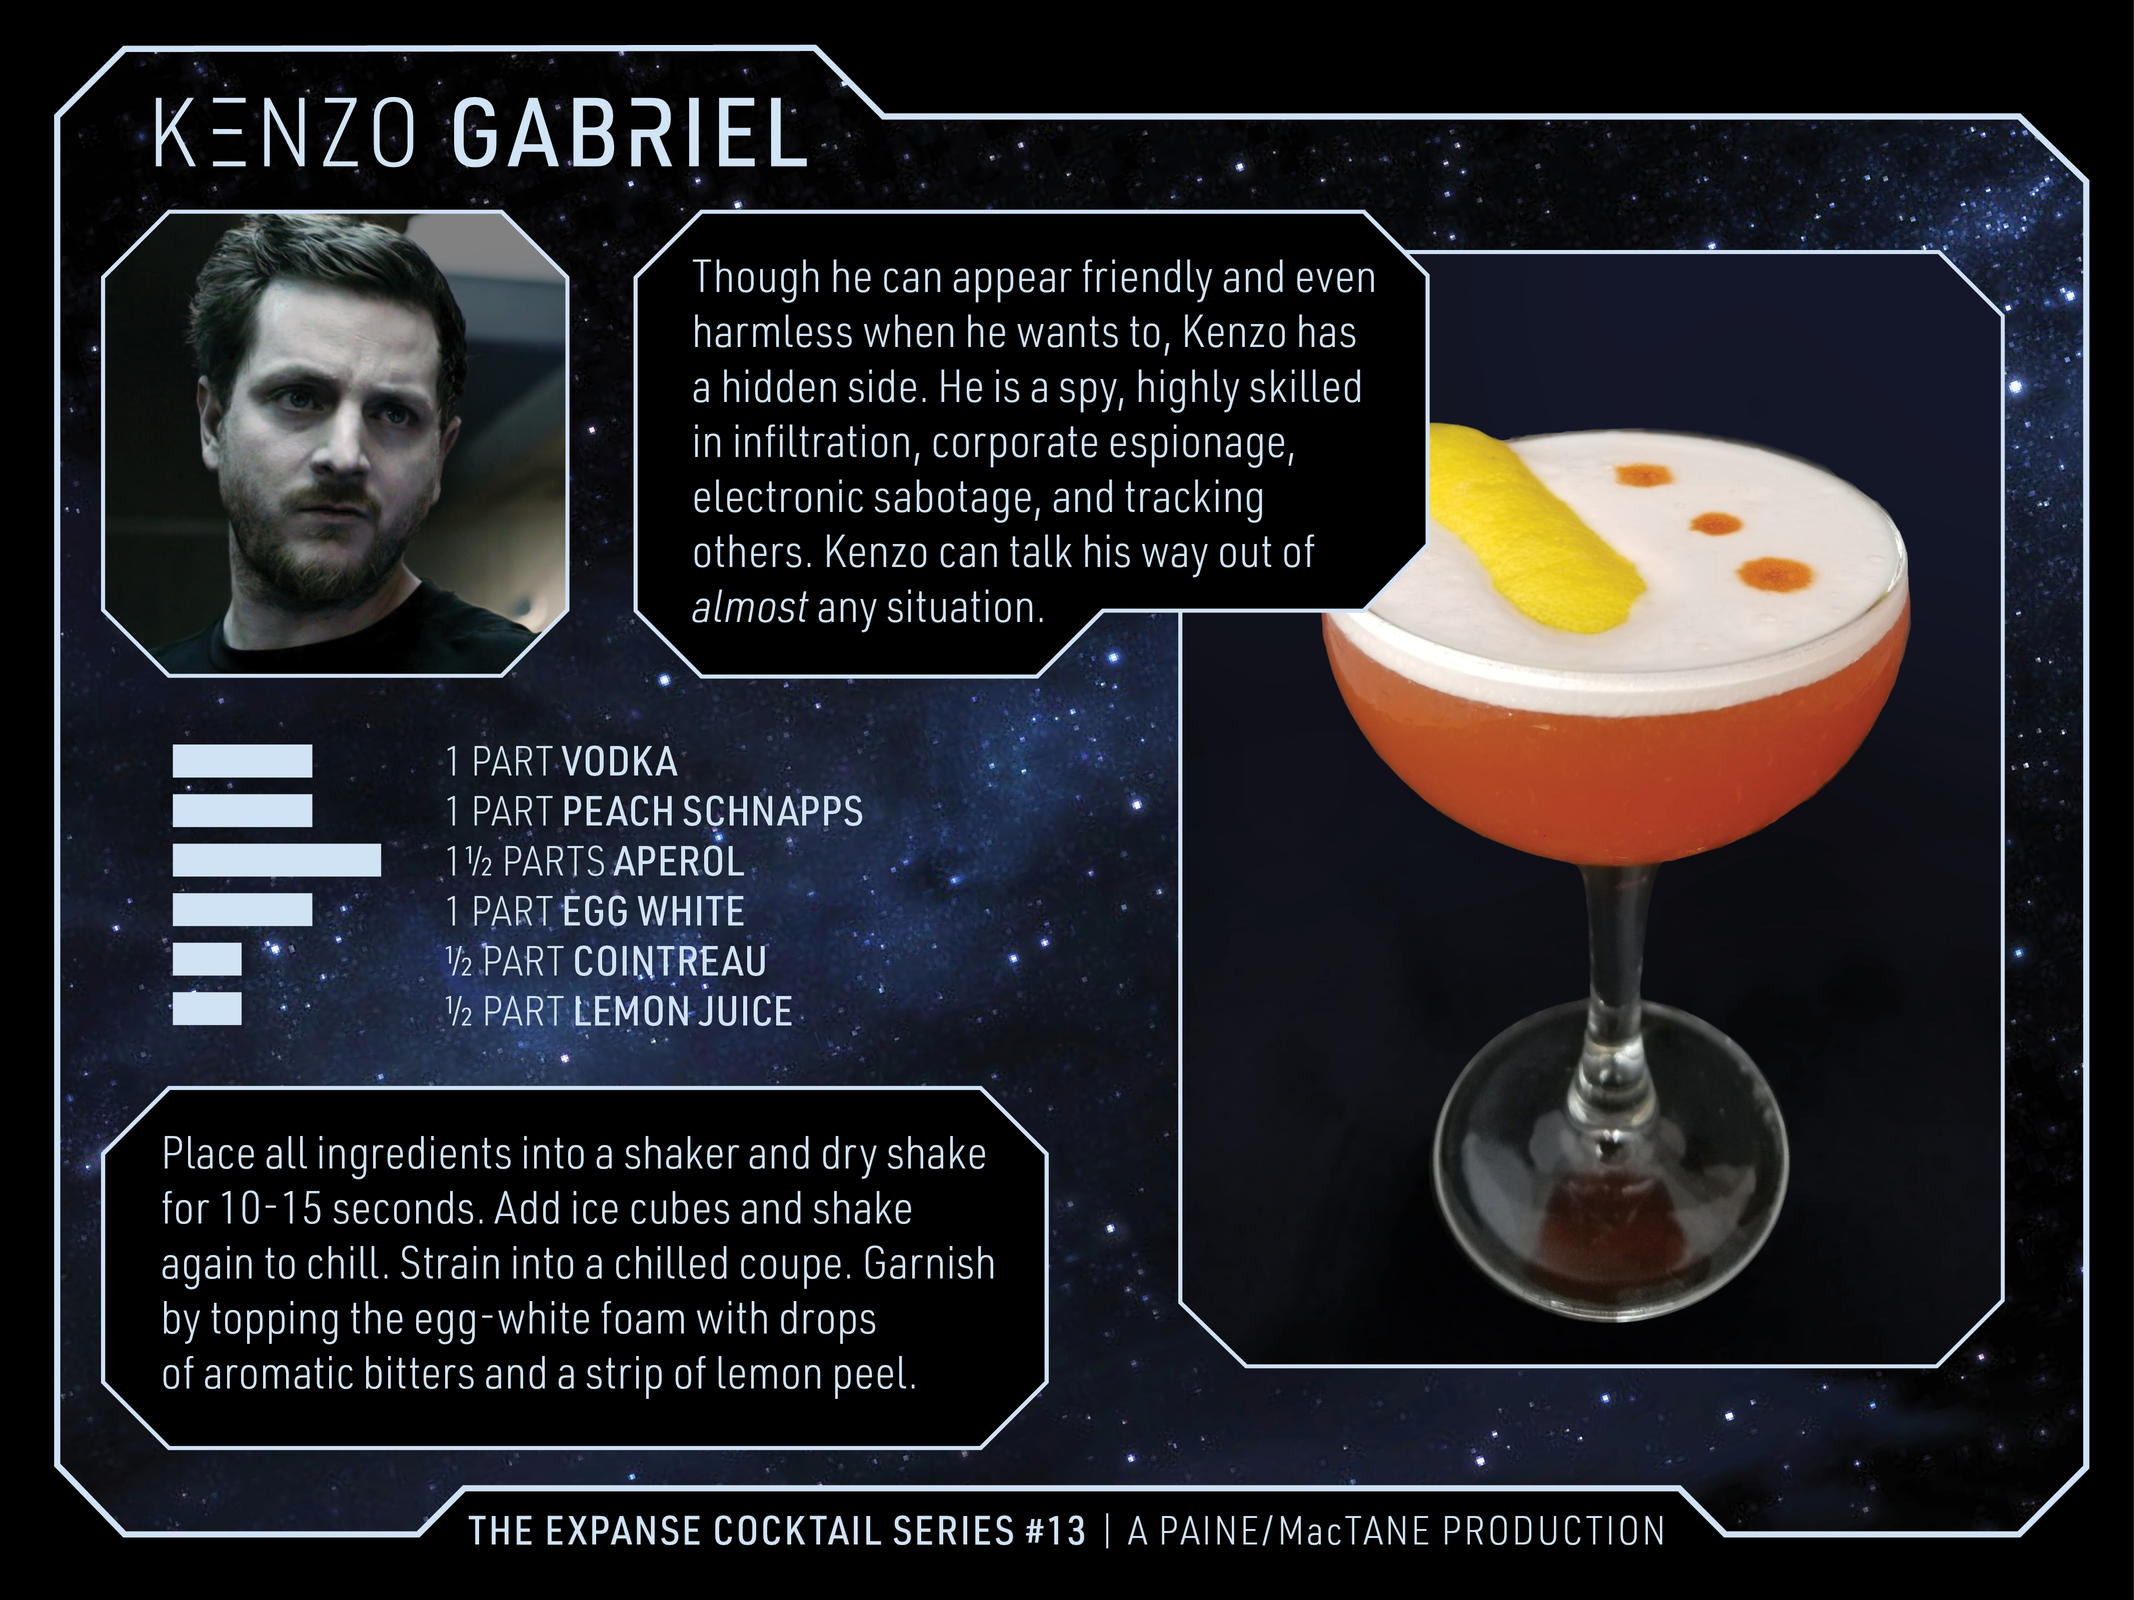 KENZO GABRIEL
Though he can appear friendly and even
harmless when he wants to, Kenzo has
a hidden side. He is a spy, highly skilled
in infiltration, corporate espionage,
electronic sabotage, and tracking
others. Kenzo can talk his way out of
almost any situation.
1 PART VODKA
1 PART PEACH SCHNAPPS
1 ½ PARTS APEROL
1 PART EGG WHITE
½ PART COINTREAU
½ PART LEMON JUICE
Place all ingredients into a shaker and dry shake
for 10-15 seconds. Add ice cubes and shake
again to chill. Strain into a chilled coupe. Garnish
by topping the egg-white foam with drops
of aromatic bitters and a strip of lemon peel.
THE EXPANSE COCKTAIL SERIES #13 | A PAINE/MacTANE PRODUCTION